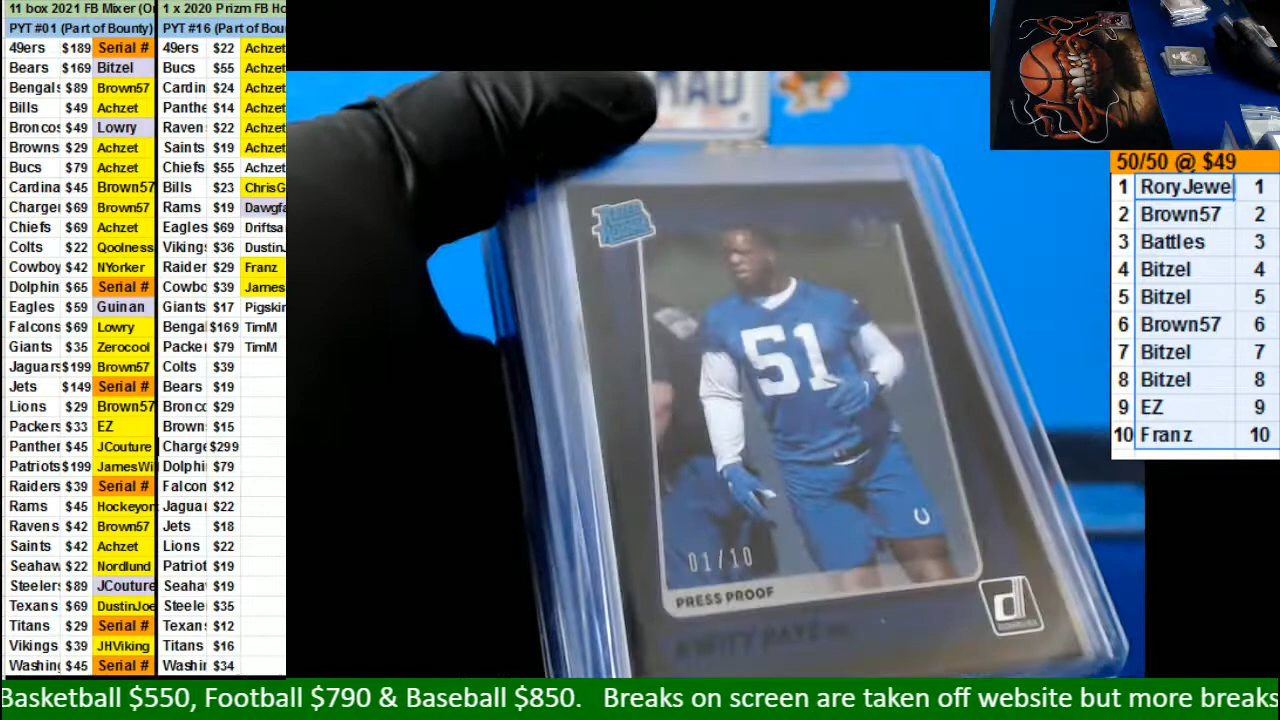 11 box 2021 FB Mixer (Or
PYT #01 (Part of Bounty)
49ers $189 Serial #
Bears $169 Bitzel
Bengals $89 Brown57
Bills $49 Achzet
Broncos $49 Lowry
Browns $29 Achzet
Bucs $79 Achzet
Cardina $45 Brown57
Charger $69 Brown57
Chiefs $69 Achzet
Colts $22 Qoolness
Cowboy $42 NYorker
Dolphin $65 Serial #
Eagles $59 Guinan
Falcons $69 Lowry
Giants $35 Zerocool
Jaguars $199 Brown57
Jets $149 Serial #
Lions $29 Brown57
Packers $33 EZ
Panther $45 JCouture
Patriots $199 JamesWi
Raiders $39 Serial #
Rams $45 Hockeyon
Ravens $42 Brown57
Saints $42 Achzet
Seahaw $22 Nordlund
Steelers $89 JCouture
Texans $69 DustinJoe
Titans $29 Serial #
Vikings $39 JHViking
Washing $45 Serial #
1 x 2020 Prizm FB Ho
PYT #16 (Part of Boun
49ers $22 Achzet
Bucs $55 Achzet
Cardin $24 Achzet
Panthe $14 Achzet
Raven $22 Achzet
Saints $19 Achzet
Chiefs $55 Achzet
Bills $23 ChrisG
Rams $19 Dawgfa
Eagles $69 Driftsa
Viking $36 DustinJ
Raider $29 Franz
Cowbo $39 James
Giants $17 Pigskin
Benga $169 TimM
Packe $79 TimM
Colts $39
Bears $19
Bronco $29
Brown $15
Charge $299
Dolphi $79
Falcon $12
Jaguar $22
Jets $18
Lions $22
Patriot $19
Seaha $19
Steele $35
Texan $12
Titans $16
Washi $34
51
01/10
PRESS PROOF
d
DONRUSS
50/50 @ $49
1 RoryJewel 1
2 Brown57 2
3 Battles 3
4 Bitzel 4
5 Bitzel 5
6 Brown57 6
7 Bitzel 7
8 Bitzel 8
9 EZ 9
10 Franz 10
Basketball $550, Football $790 & Baseball $850. Breaks on screen are taken off website but more breaks